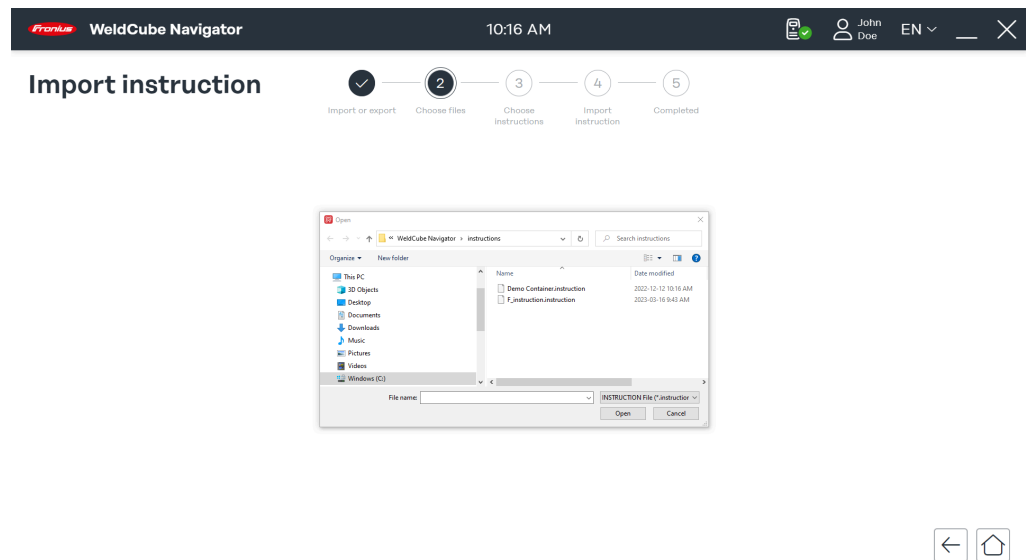 Fronius WeldCube Navigator 10:16 AM John Doe EN
Import instruction
2 3 4 5
Import or export Choose files Choose instructions Import instruction Completed
Open
« WeldCube Navigator › instructions Search instructions
Organize New folder
Name Date modified
This PC
3D Objects
Desktop
Documents
Downloads
Music
Pictures
Videos
Windows (C:)
Demo Container.instruction 2022-12-12 10:16 AM
F_instruction.instruction 2023-03-16 9:43 AM
File name: INSTRUCTION File (*.instruction
Open Cancel